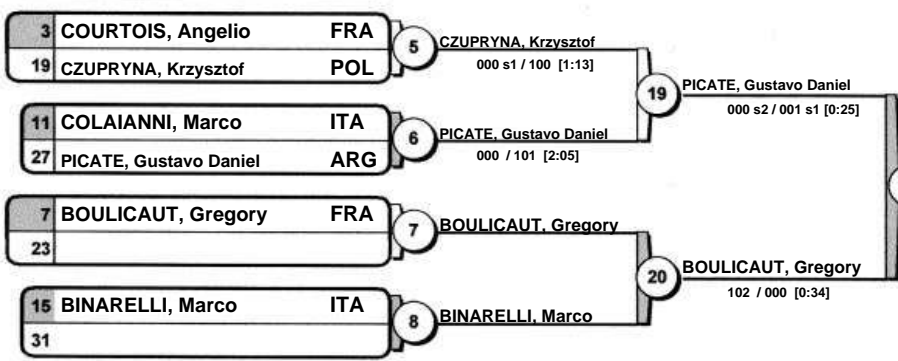 3 COURTOIS, Angelio FRA
19 CZUPRYNA, Krzysztof POL
5
CZUPRYNA, Krzysztof
000 s1 / 100 [1:13]
11 COLAIANNI, Marco ITA
27 PICATE, Gustavo Daniel ARG
6
PICATE, Gustavo Daniel
000 / 101 [2:05]
19
PICATE, Gustavo Daniel
000 s2 / 001 s1 [0:25]
7 BOULICAUT, Gregory FRA
23
7
BOULICAUT, Gregory
15 BINARELLI, Marco ITA
31
8
BINARELLI, Marco
20
BOULICAUT, Gregory
102 / 000 [0:34]